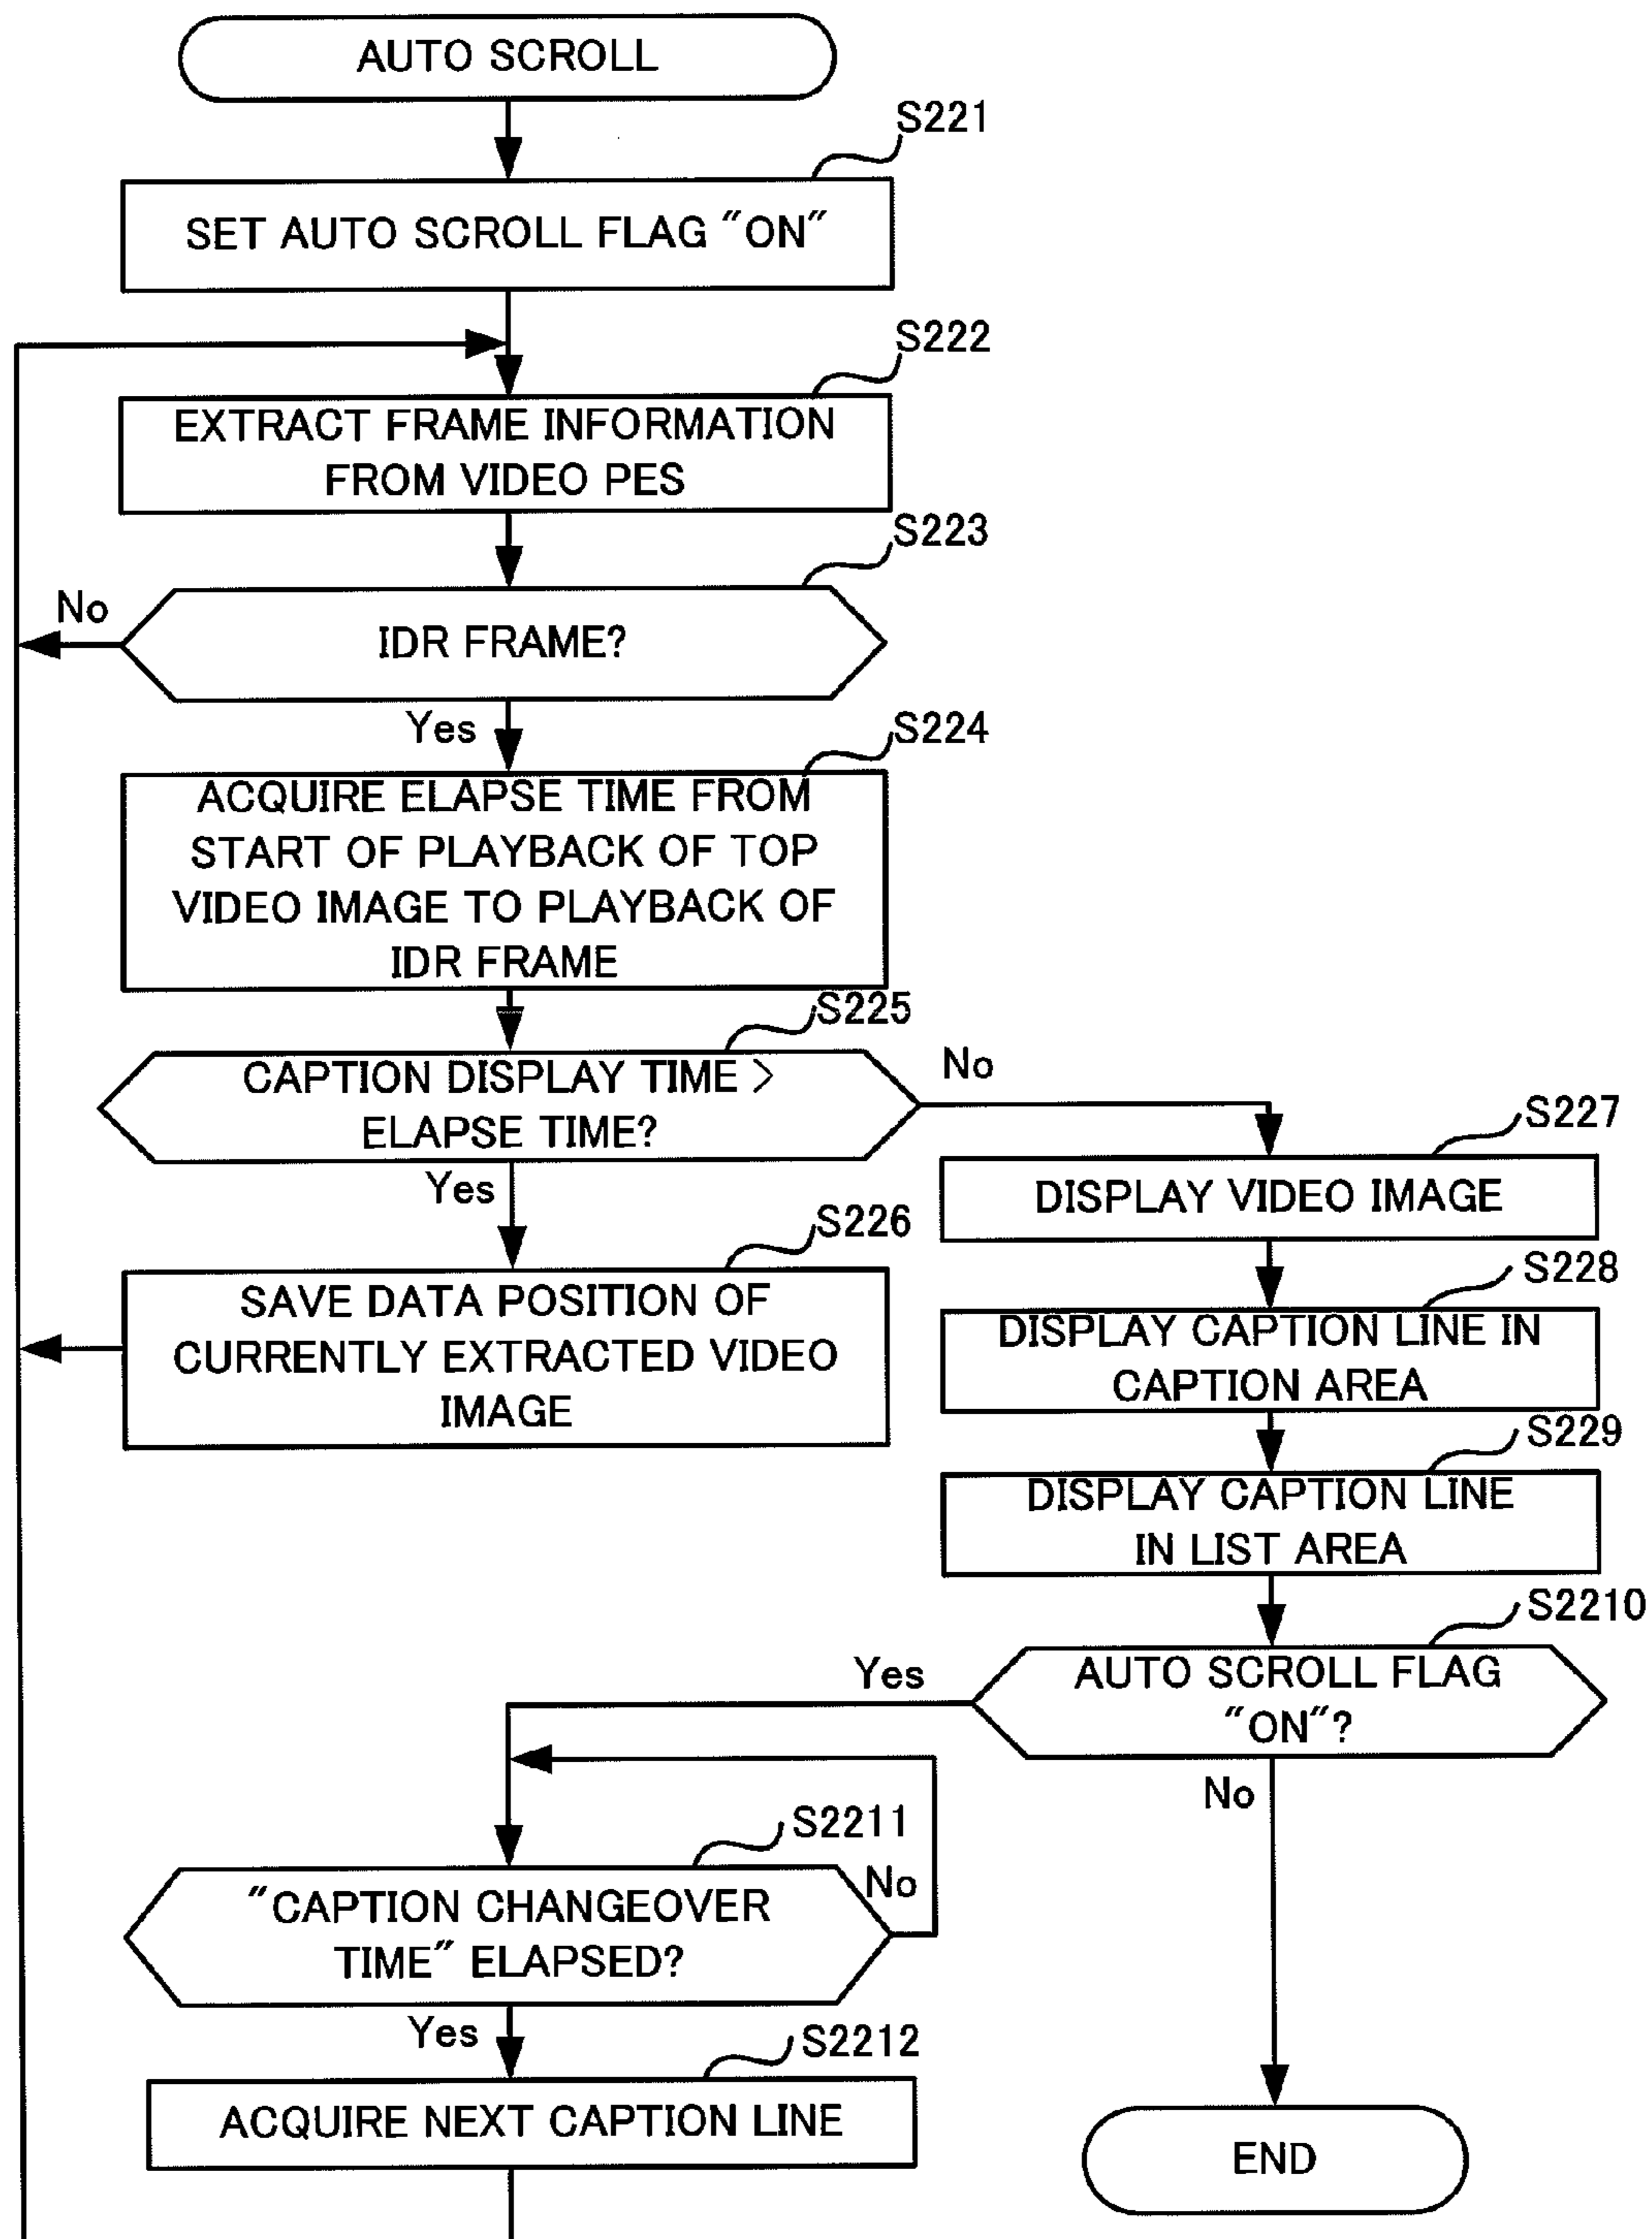 AUTO SCROLL
S221
SET AUTO SCROLL FLAG "ON"
S222
EXTRACT FRAME INFORMATION
FROM VIDEO PES
S223
No
IDR FRAME?
Yes
S224
ACQUIRE ELAPSE TIME FROM
START OF PLAYBACK OF TOP
VIDEO IMAGE TO PLAYBACK OF
IDR FRAME
S225
CAPTION DISPLAY TIME >
ELAPSE TIME?
No
Yes
S226
SAVE DATA POSITION OF
CURRENTLY EXTRACTED VIDEO
IMAGE
S227
DISPLAY VIDEO IMAGE
S228
DISPLAY CAPTION LINE IN
CAPTION AREA
S229
DISPLAY CAPTION LINE
IN LIST AREA
S2210
AUTO SCROLL FLAG
"ON"?
Yes
No
S2211
"CAPTION CHANGEOVER
TIME" ELAPSED?
No
Yes
S2212
ACQUIRE NEXT CAPTION LINE
END